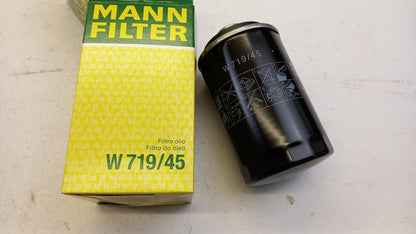 MANN
FILTER
Filtro olio
Filtro do óleo
W 719/45
W 719/45